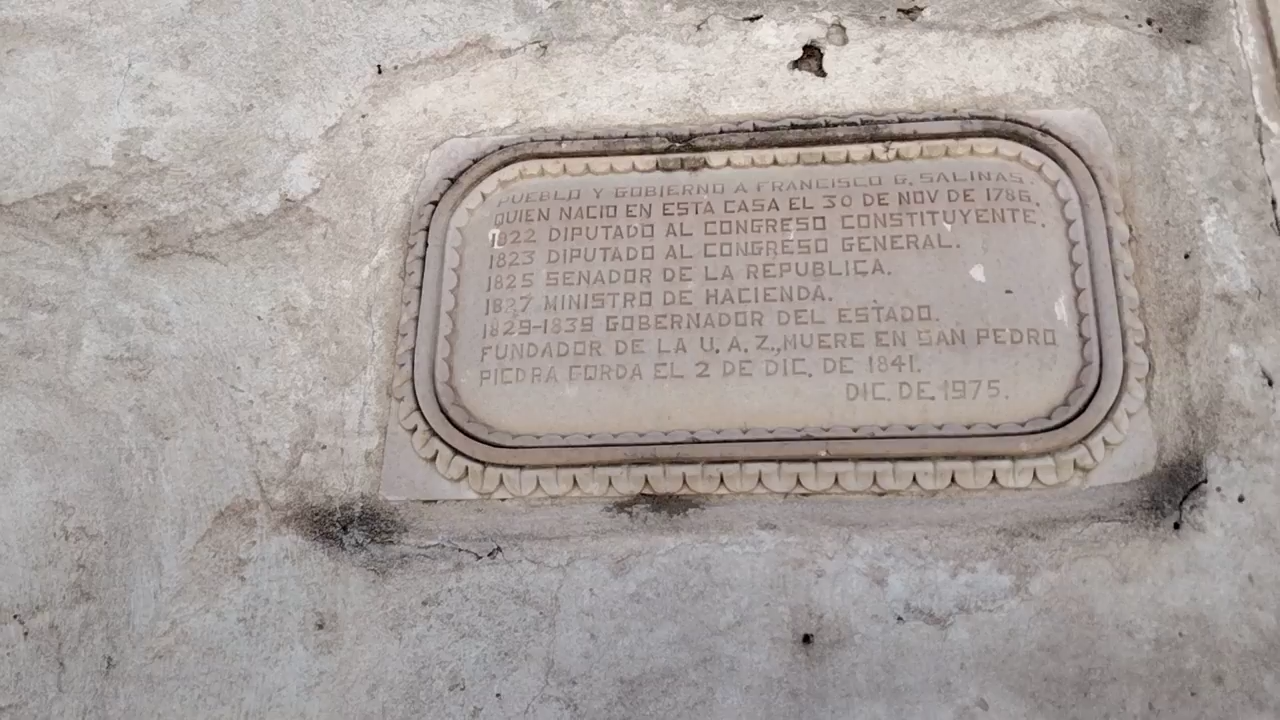 PUEBLO Y GOBIERNO A FRANCISCO G. SALINAS.
QUIEN NACIO EN ESTA CASA EL 30 DE NOV DE 1786.
1822 DIPUTADO AL CONGRESO CONSTITUYENTE.
1823 DIPUTADO AL CONGRESO GENERAL.
1825 SENADOR DE LA REPUBLICA.
1827 MINISTRO DE HACIENDA.
1829-1839 GOBERNADOR DEL ESTADO.
FUNDADOR DE LA U. A. Z., MUERE EN SAN PEDRO
PIEDRA GORDA EL 2 DE DIC. DE 1841.
DIC. DE. 1975.